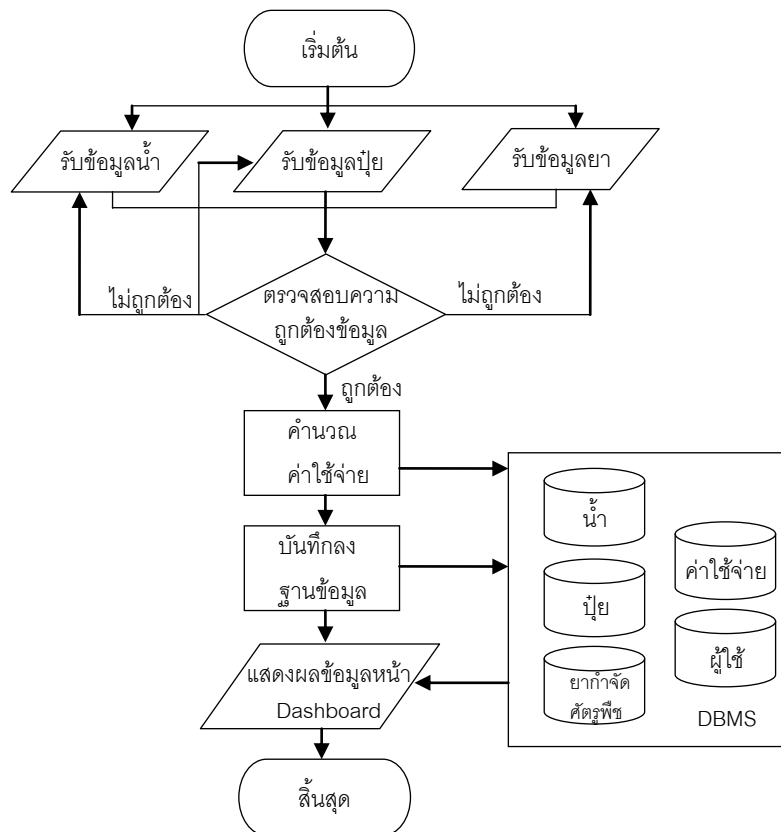 เริ่มต้น
รับข้อมูลน้ำ
รับข้อมูลปุ๋ย
รับข้อมูลยา
ไม่ถูกต้อง
ตรวจสอบความ
ถูกต้องข้อมูล
ไม่ถูกต้อง
ถูกต้อง
คำนวณ
ค่าใช้จ่าย
บันทึกลง
ฐานข้อมูล
แสดงผลข้อมูลหน้า
Dashboard
สิ้นสุด
น้ำ
ปุ๋ย
ยากำจัด
ศัตรูพืช
ค่าใช้จ่าย
ผู้ใช้
DBMS